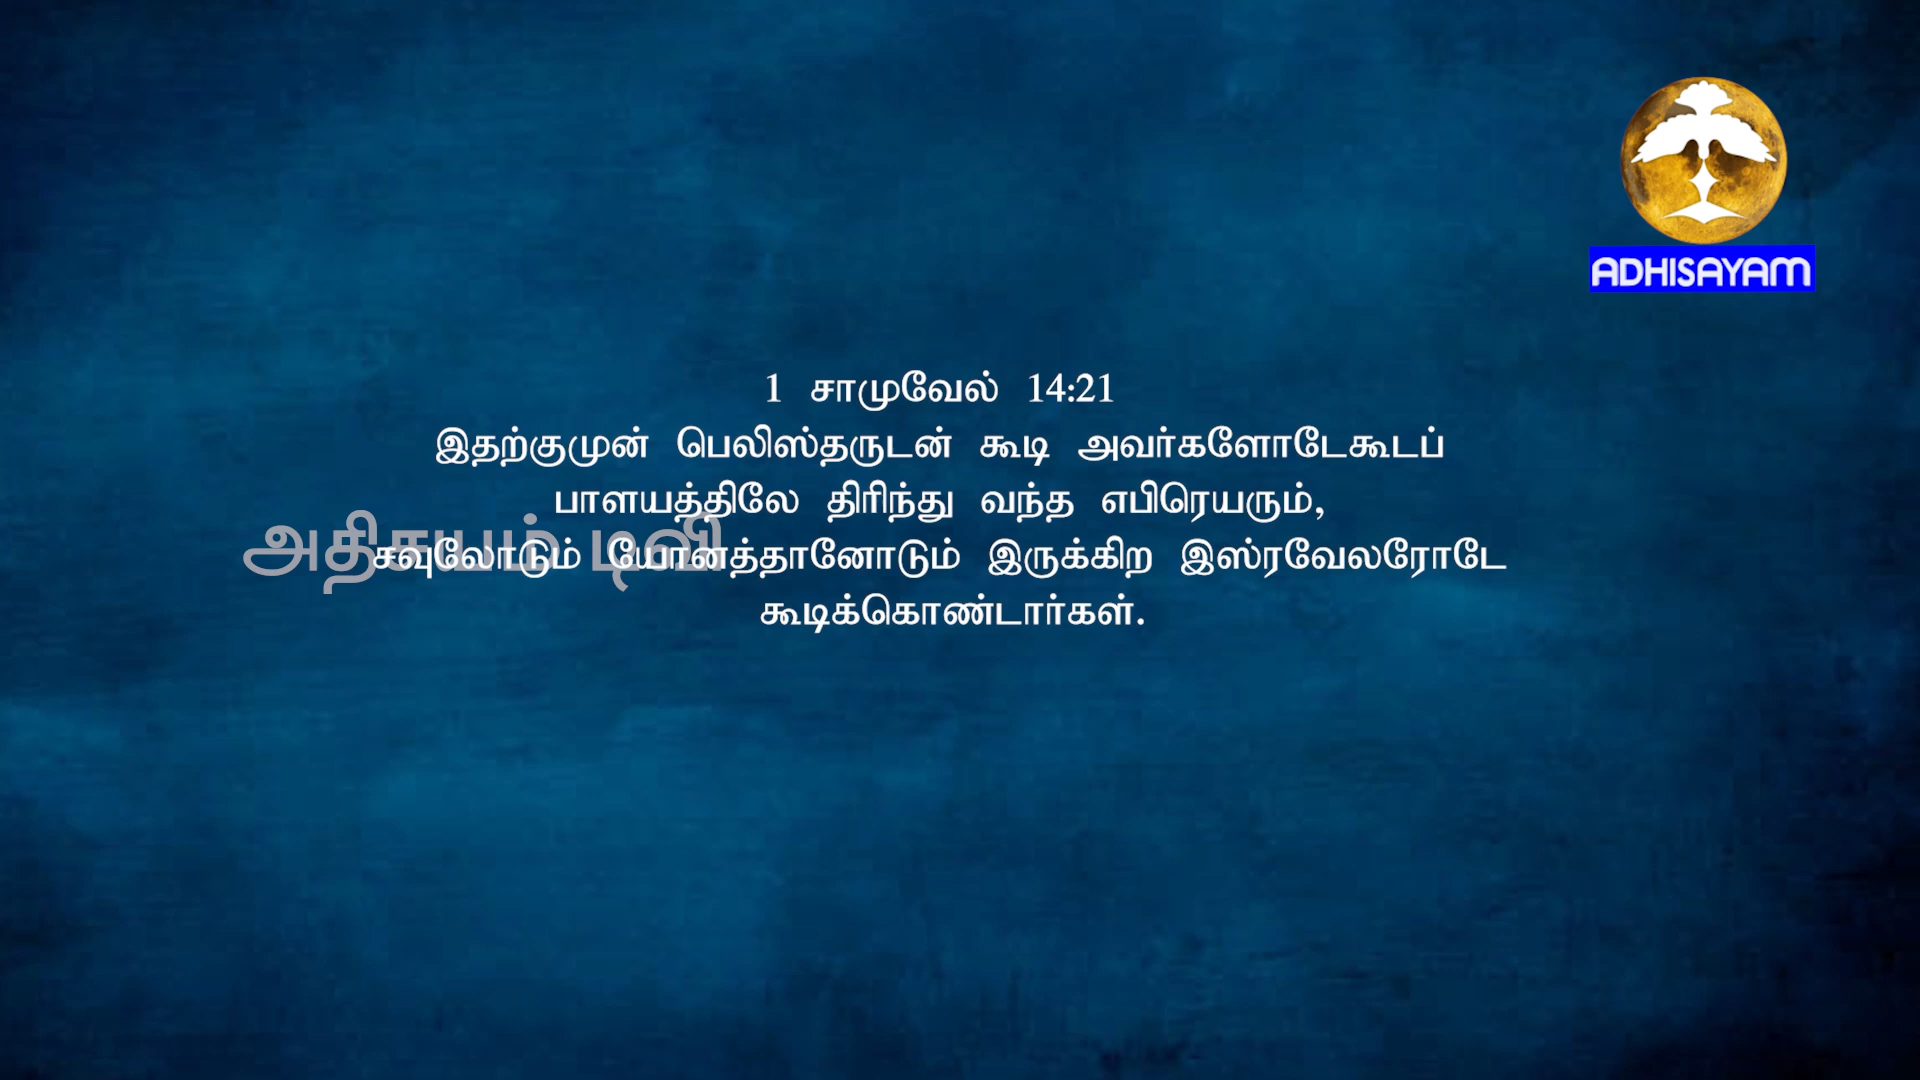 ADHISAYAM
1 சாமுவேல் 14:21
இதற்குமுன் பெலிஸ்தருடன் கூடி அவர்களோடேகூடப்
பாளயத்திலே திரிந்து வந்த எபிரெயரும்,
சவுலோடும் யோனத்தானோடும் இருக்கிற இஸ்ரவேலரோடே
கூடிக்கொண்டார்கள்.
அதிசயம் டிவி